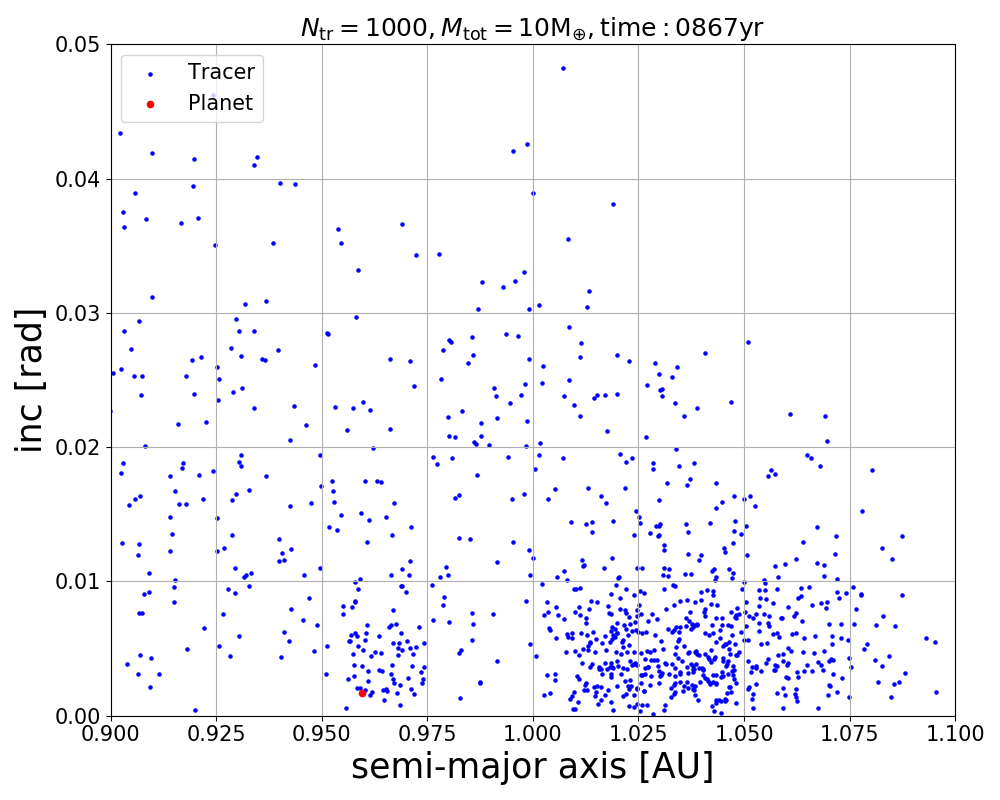 N_tr = 1000, M_tot = 10M_⊕, time : 0867yr
Tracer
Planet
0.05
0.04
0.03
0.02
0.01
0.00
inc [rad]
0.900 0.925 0.950 0.975 1.000 1.025 1.050 1.075 1.100
semi-major axis [AU]